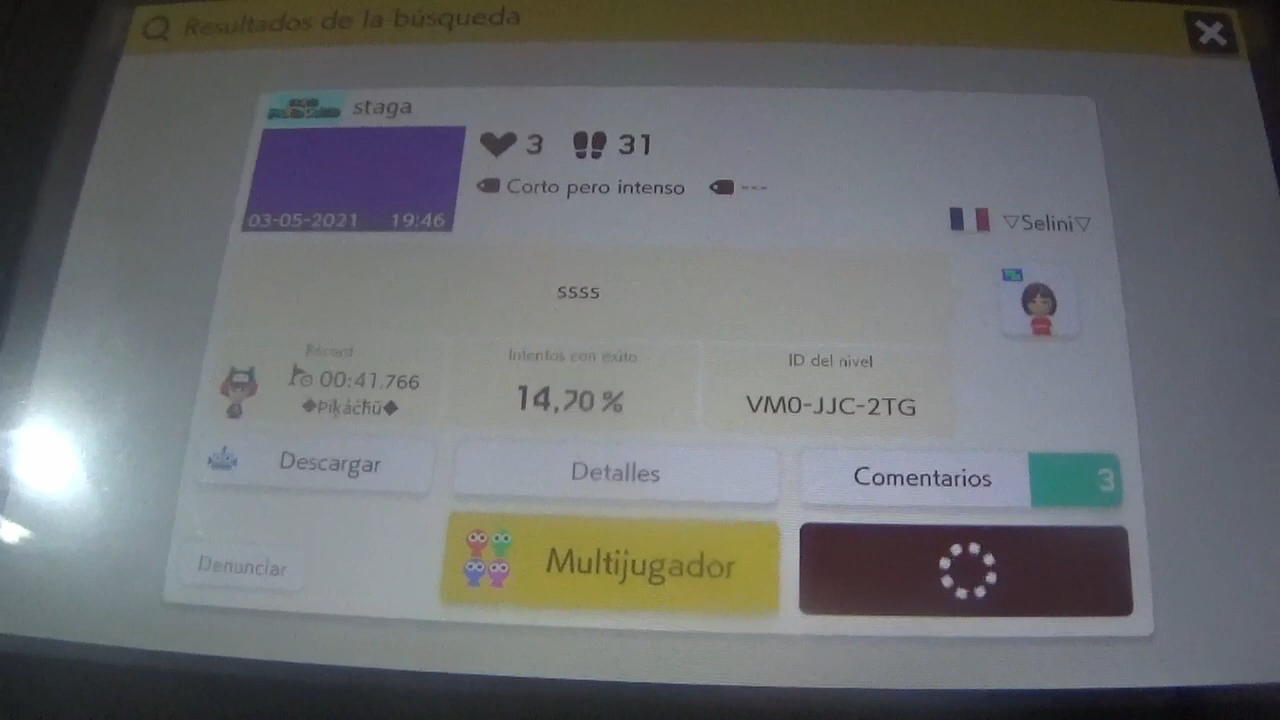 Resultados de la búsqueda
staga
3 31
Corto pero intenso ---
03-05-2021 19:46
▽Selini▽
ssss
Récord
00:41.766
◆Þіķáčħŭ◆
Intentos con éxito
14,70 %
ID del nivel
VM0-JJC-2TG
Descargar
Detalles
Comentarios 3
Denunciar
Multijugador